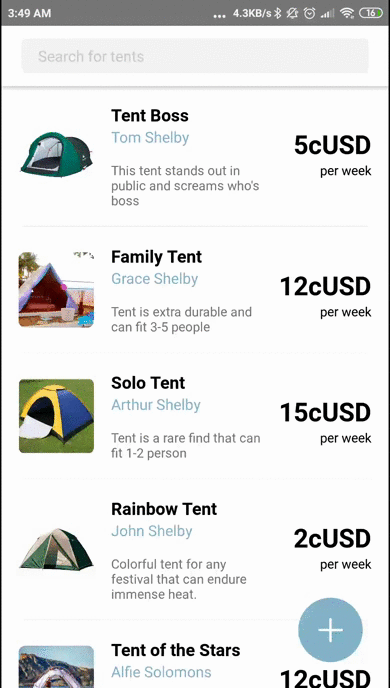 3:49 AM ... 4.3KB/s 16
Search for tents
Tent Boss
Tom Shelby
5cUSD
per week
This tent stands out in
public and screams who's
boss
Family Tent
Grace Shelby
12cUSD
per week
Tent is extra durable and
can fit 3-5 people
Solo Tent
Arthur Shelby
15cUSD
per week
Tent is a rare find that can
fit 1-2 person
Rainbow Tent
John Shelby
2cUSD
per week
Colorful tent for any
festival that can endure
immense heat.
Tent of the Stars
Alfie Solomons
12cUSD